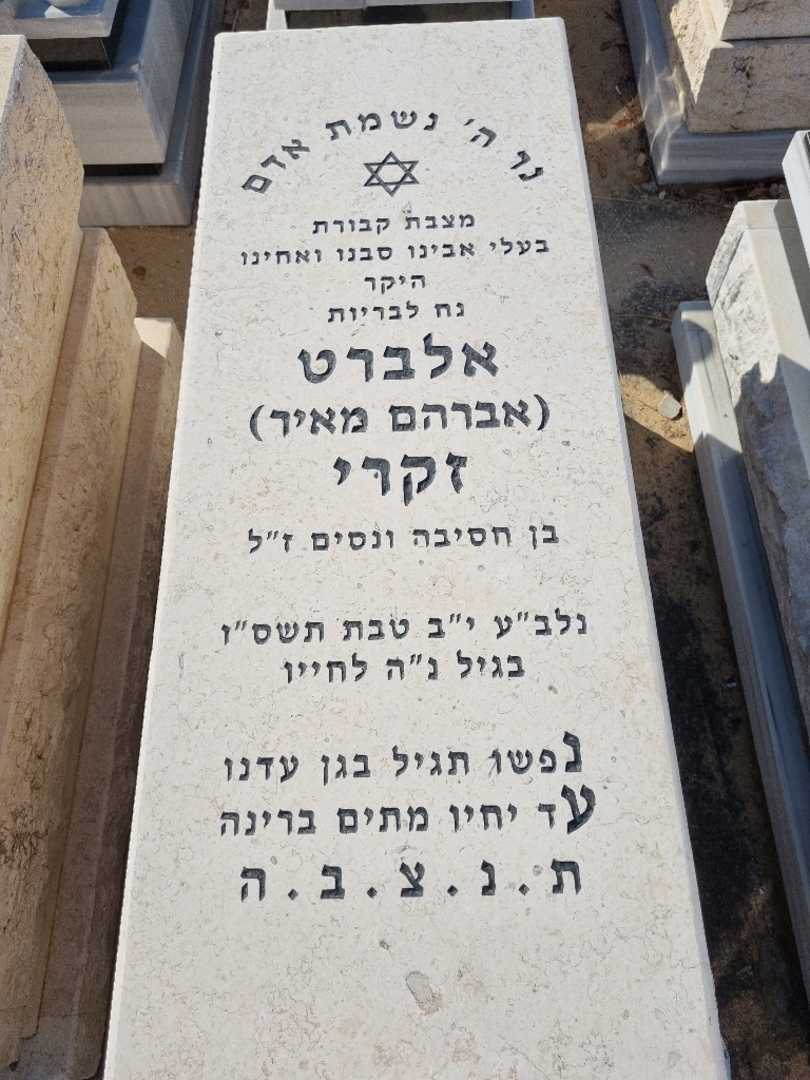 נר ה' נשמת אדם
מצבת קבורת
בעלי אבינו סבנו ואחינו
היקר
נח לבריות
אלברט
(אברהם מאיר)
זקרי
בן חסיבה ונסים ז"ל
נלב"ע י"ב טבת תשס"ז
בגיל נ"ה לחייו
נפשו תגיל בגן עדנו
עד יחיו מתים ברינה
ת.נ.צ.ב.ה